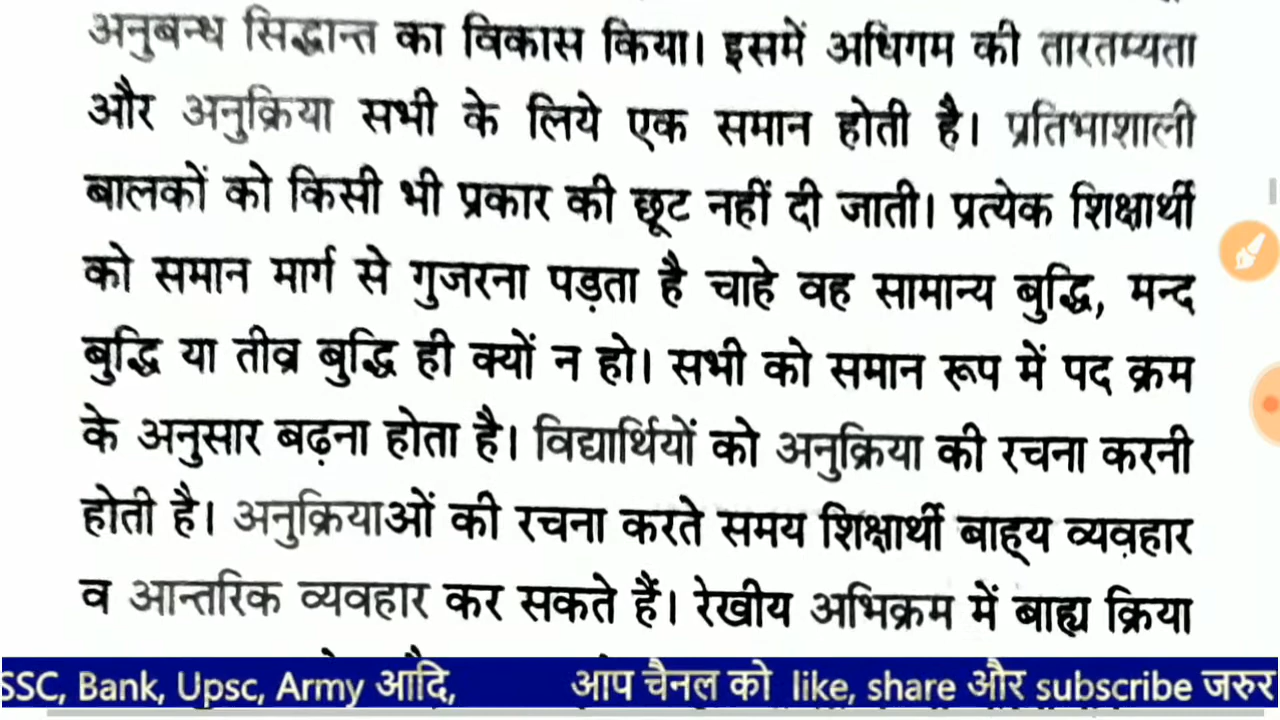 अनुबन्ध सिद्धान्त का विकास किया। इसमें अधिगम की तारतम्यता
और अनुक्रिया सभी के लिये एक समान होती है। प्रतिभाशाली
बालकों को किसी भी प्रकार की छूट नहीं दी जाती। प्रत्येक शिक्षार्थी
को समान मार्ग से गुजरना पड़ता है चाहे वह सामान्य बुद्धि, मन्द
बुद्धि या तीव्र बुद्धि ही क्यों न हो। सभी को समान रूप में पद क्रम
के अनुसार बढ़ना होता है। विद्यार्थियों को अनुक्रिया की रचना करनी
होती है। अनुक्रियाओं की रचना करते समय शिक्षार्थी बाह्य व्यवहार
व आन्तरिक व्यवहार कर सकते हैं। रेखीय अभिक्रम में बाह्य क्रिया
SSC, Bank, Upsc, Army आदि, आप चैनल को like, share और subscribe जरुर